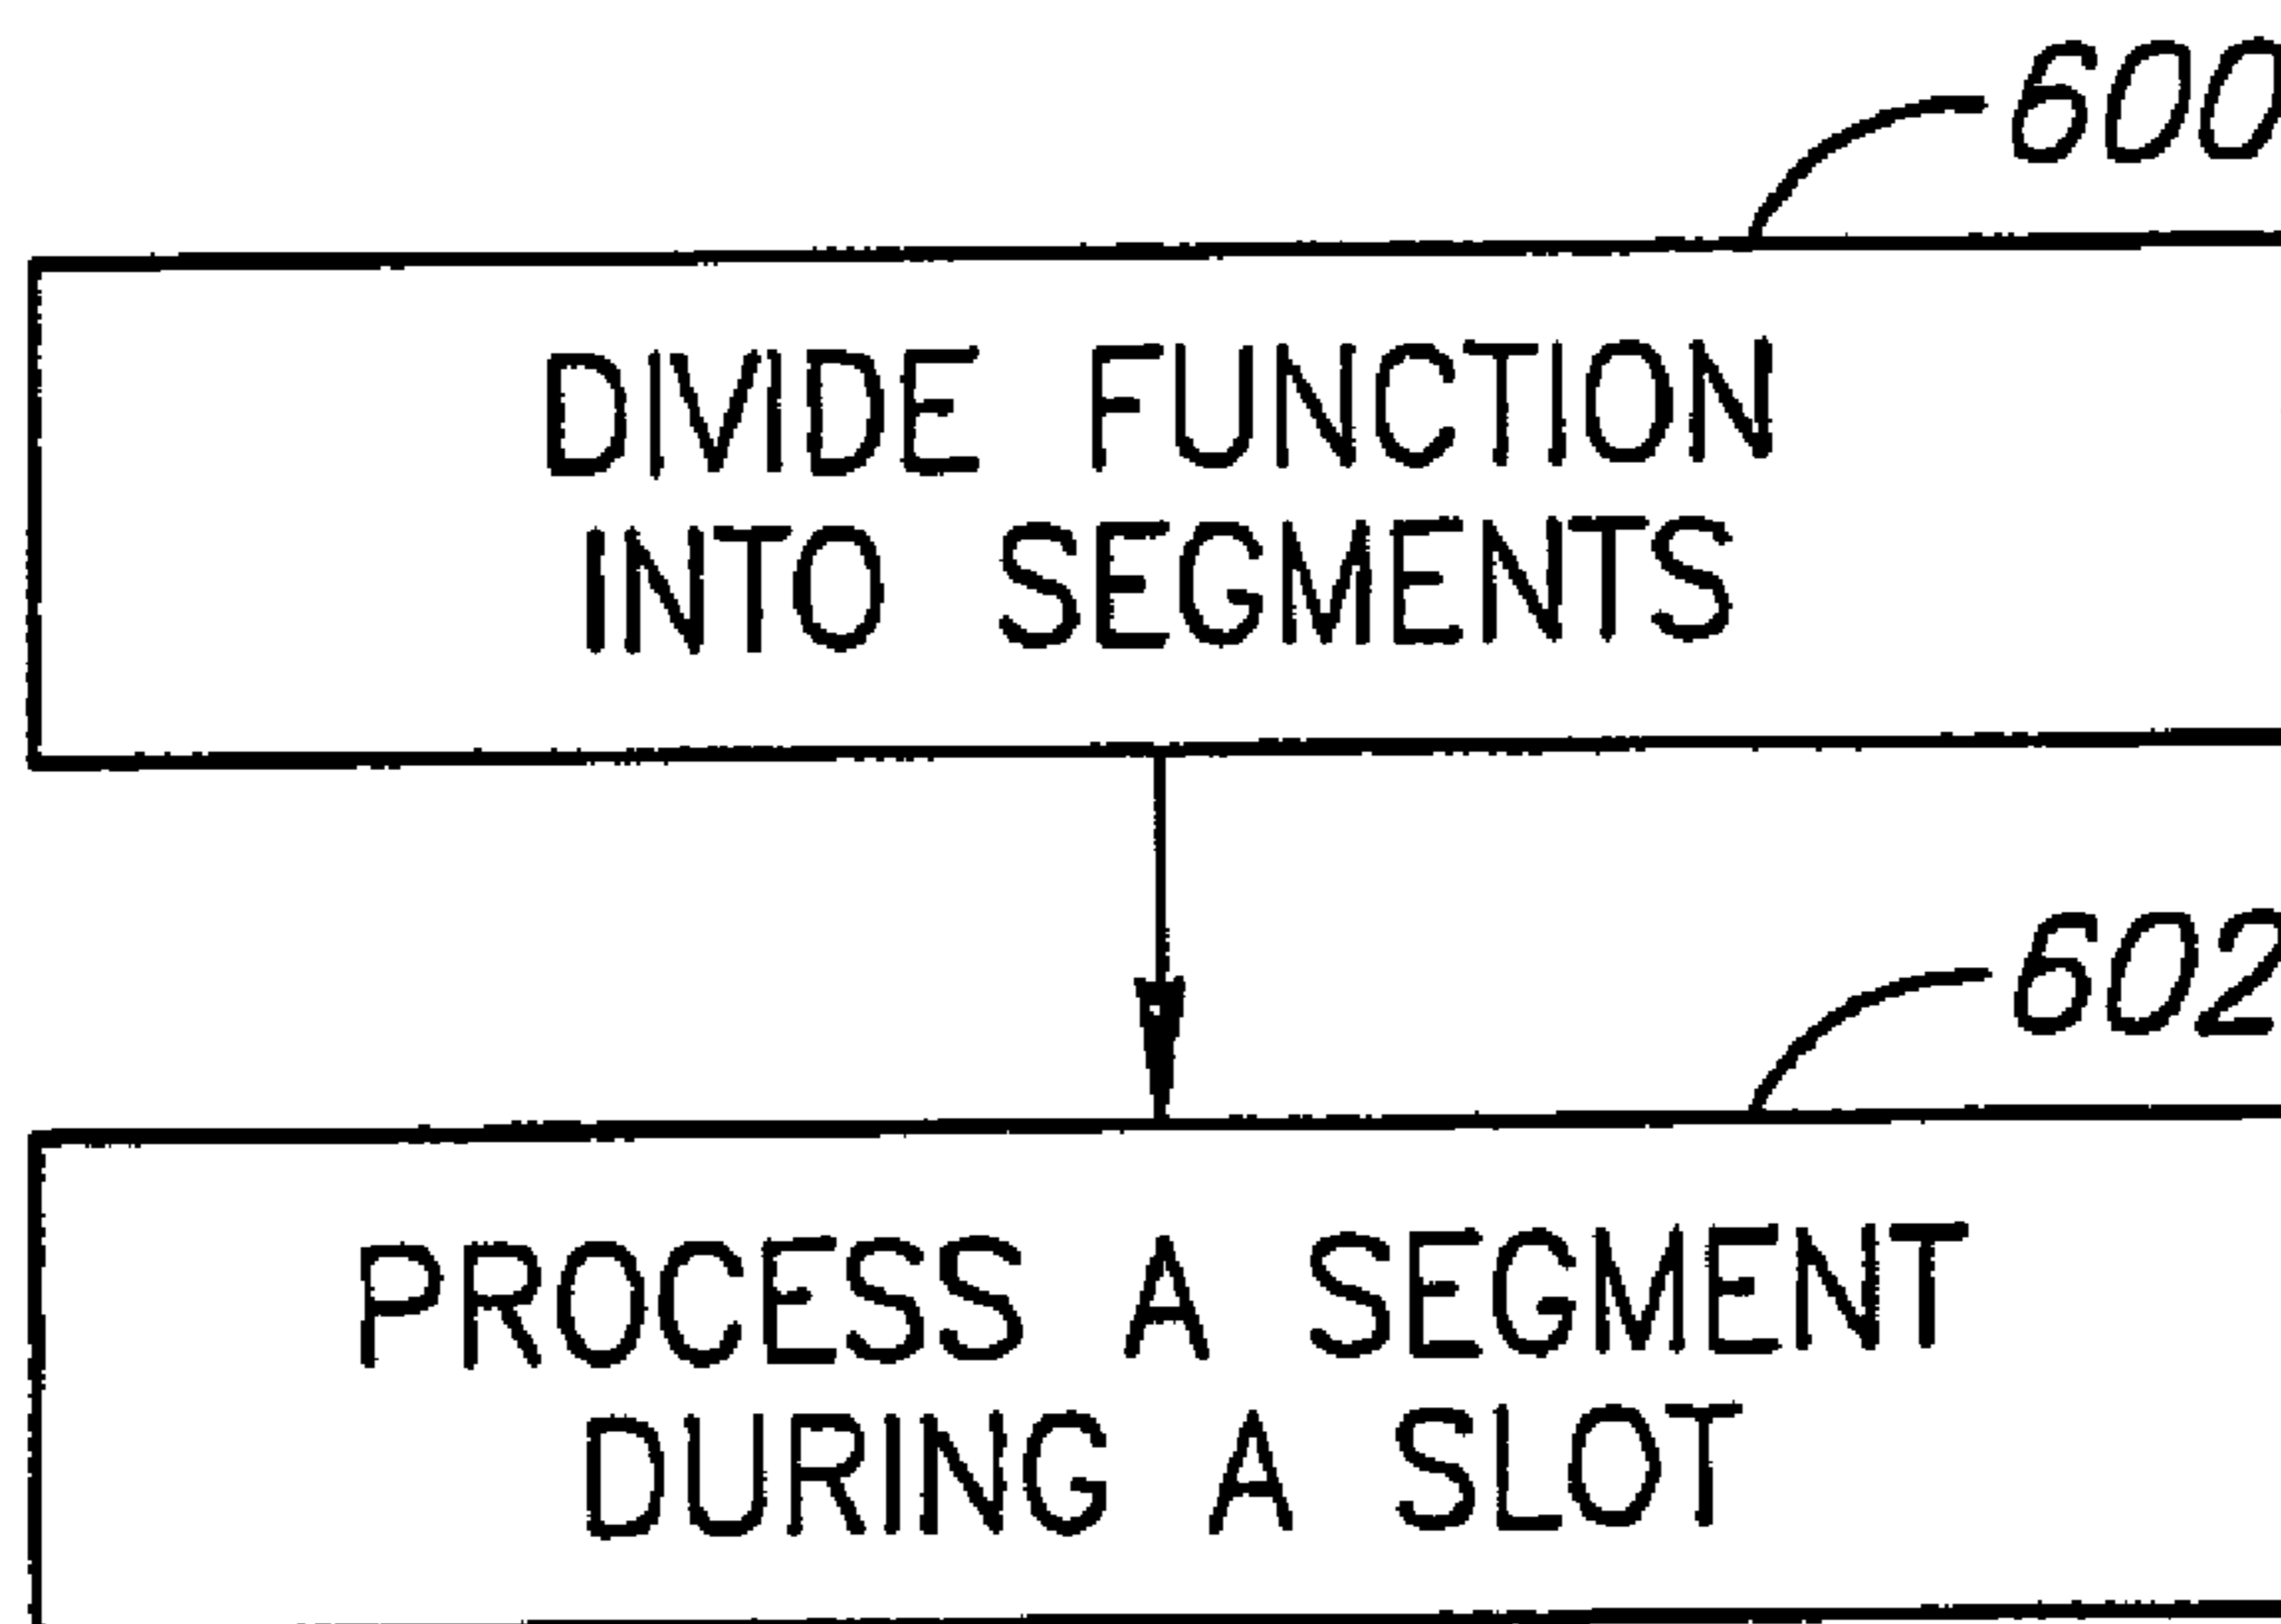 600
DIVIDE FUNCTION
INTO SEGMENTS
602
PROCESS A SEGMENT
DURING A SLOT